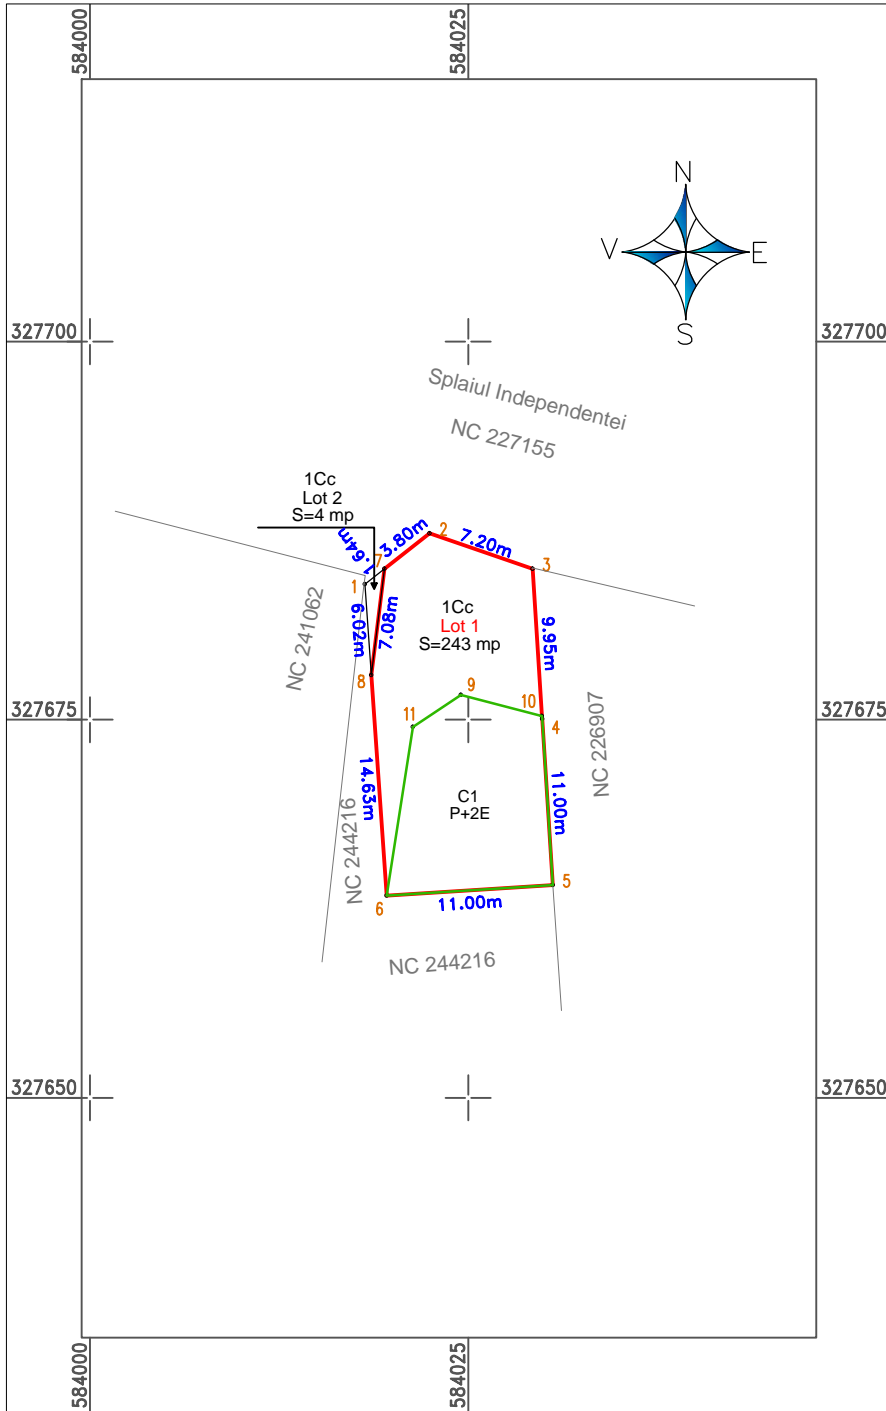 584000
584025
N
V
E
S
327700
327700
Splaiul Independentei
NC 227155
1Cc
Lot 2
S=4 mp
1.64m
3.80m
2
7.20m
7
3
1
6.02m
7.08m
1Cc
Lot 1
S=243 mp
9.95m
NC 241062
8
9
10
11
4
327675
327675
NC 226907
14.63m
11.00m
C1
P+2E
NC 244216
5
6
11.00m
NC 244216
327650
327650
584000
584025